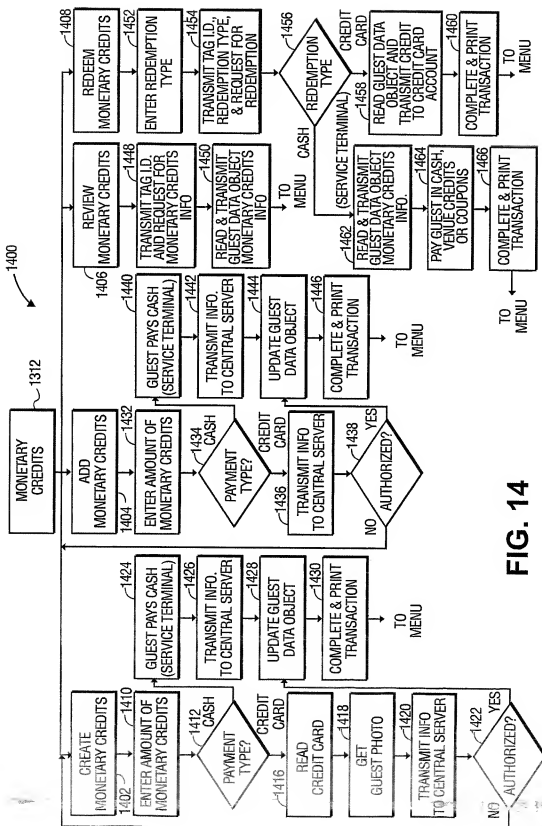 1400
MONETARY
CREDITS
1312
CREATE
MONETARY CREDITS
1402
1410
ENTER AMOUNT OF
MONETARY CREDITS
1412
CASH
PAYMENT
TYPE?
CREDIT
CARD
1416
READ
CREDIT CARD
1418
GET
GUEST PHOTO
1420
TRANSMIT INFO
TO CENTRAL SERVER
1422
AUTHORIZED?
NO
YES
1424
GUEST PAYS CASH
(SERVICE TERMINAL)
1426
TRANSMIT INFO.
TO CENTRAL SERVER
1428
UPDATE GUEST
DATA OBJECT
1430
COMPLETE & PRINT
TRANSACTION
TO
MENU
ADD
MONETARY CREDITS
1404
1432
ENTER AMOUNT OF
MONETARY CREDITS
1434
CASH
PAYMENT
TYPE?
CREDIT
CARD
1436
TRANSMIT INFO
TO CENTRAL SERVER
1438
AUTHORIZED?
NO
YES
1440
GUEST PAYS CASH
(SERVICE TERMINAL)
1442
TRANSMIT INFO.
TO CENTRAL SERVER
1444
UPDATE GUEST
DATA OBJECT
1446
COMPLETE & PRINT
TRANSACTION
TO
MENU
REVIEW
MONETARY CREDITS
1406
1448
TRANSMIT TAG I.D.
AND REQUEST FOR
MONETARY CREDITS
INFO
1450
READ & TRANSMIT
GUEST DATA OBJECT
MONETARY CREDITS
INFO
TO
MENU
REDEEM
MONETARY CREDITS
1408
1452
ENTER REDEMPTION
TYPE
1454
TRANSMIT TAG I.D.,
REDEMPTION TYPE,
& REQUEST FOR
REDEMPTION
1456
REDEMPTION
TYPE
CASH
(SERVICE TERMINAL)
CREDIT
CARD
1458
READ GUEST DATA
OBJECT AND
TRANSMIT CREDIT
TO CREDIT CARD
ACCOUNT
1460
COMPLETE & PRINT
TRANSACTION
TO
MENU
1462
READ & TRANSMIT
GUEST DATA OBJECT
MONETARY CREDITS
INFO.
1464
PAY GUEST IN CASH,
VENUE CREDITS
OR COUPONS
1466
COMPLETE & PRINT
TRANSACTION
TO
MENU
FIG. 14